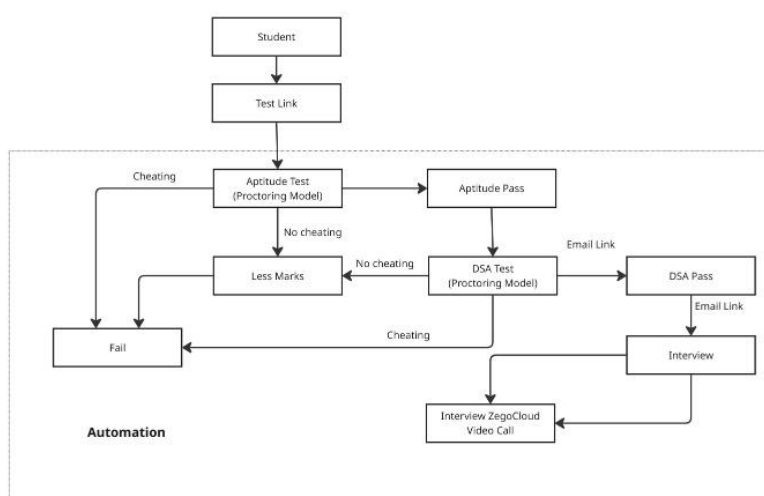 Student
Test Link
Cheating
Aptitude Test
(Proctoring Model)
Aptitude Pass
No cheating
Email Link
Less Marks
No cheating
DSA Test
(Proctoring Model)
DSA Pass
Email Link
Cheating
Fail
Interview
Interview ZegoCloud
Video Call
Automation